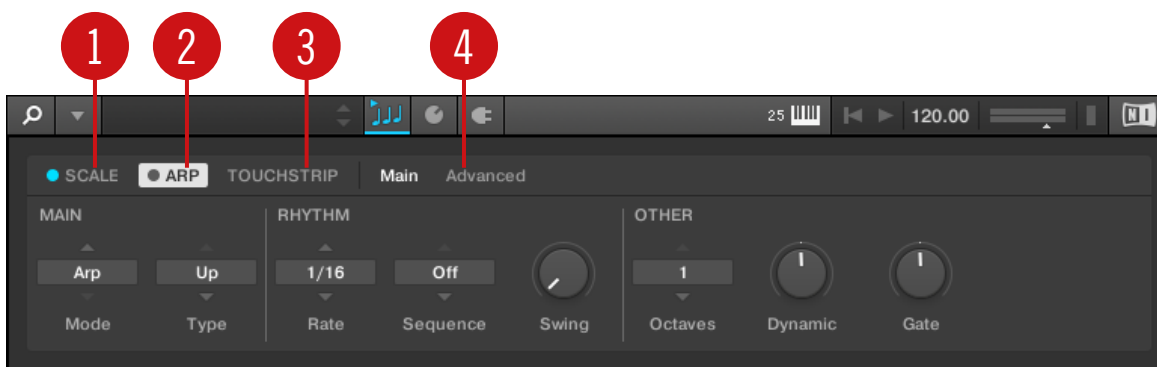 1 2 3 4
25 120.00 NI
SCALE ARP TOUCHSTRIP Main Advanced
MAIN RHYTHM OTHER
Arp Up 1/16 Off 1
Mode Type Rate Sequence Swing Octaves Dynamic Gate